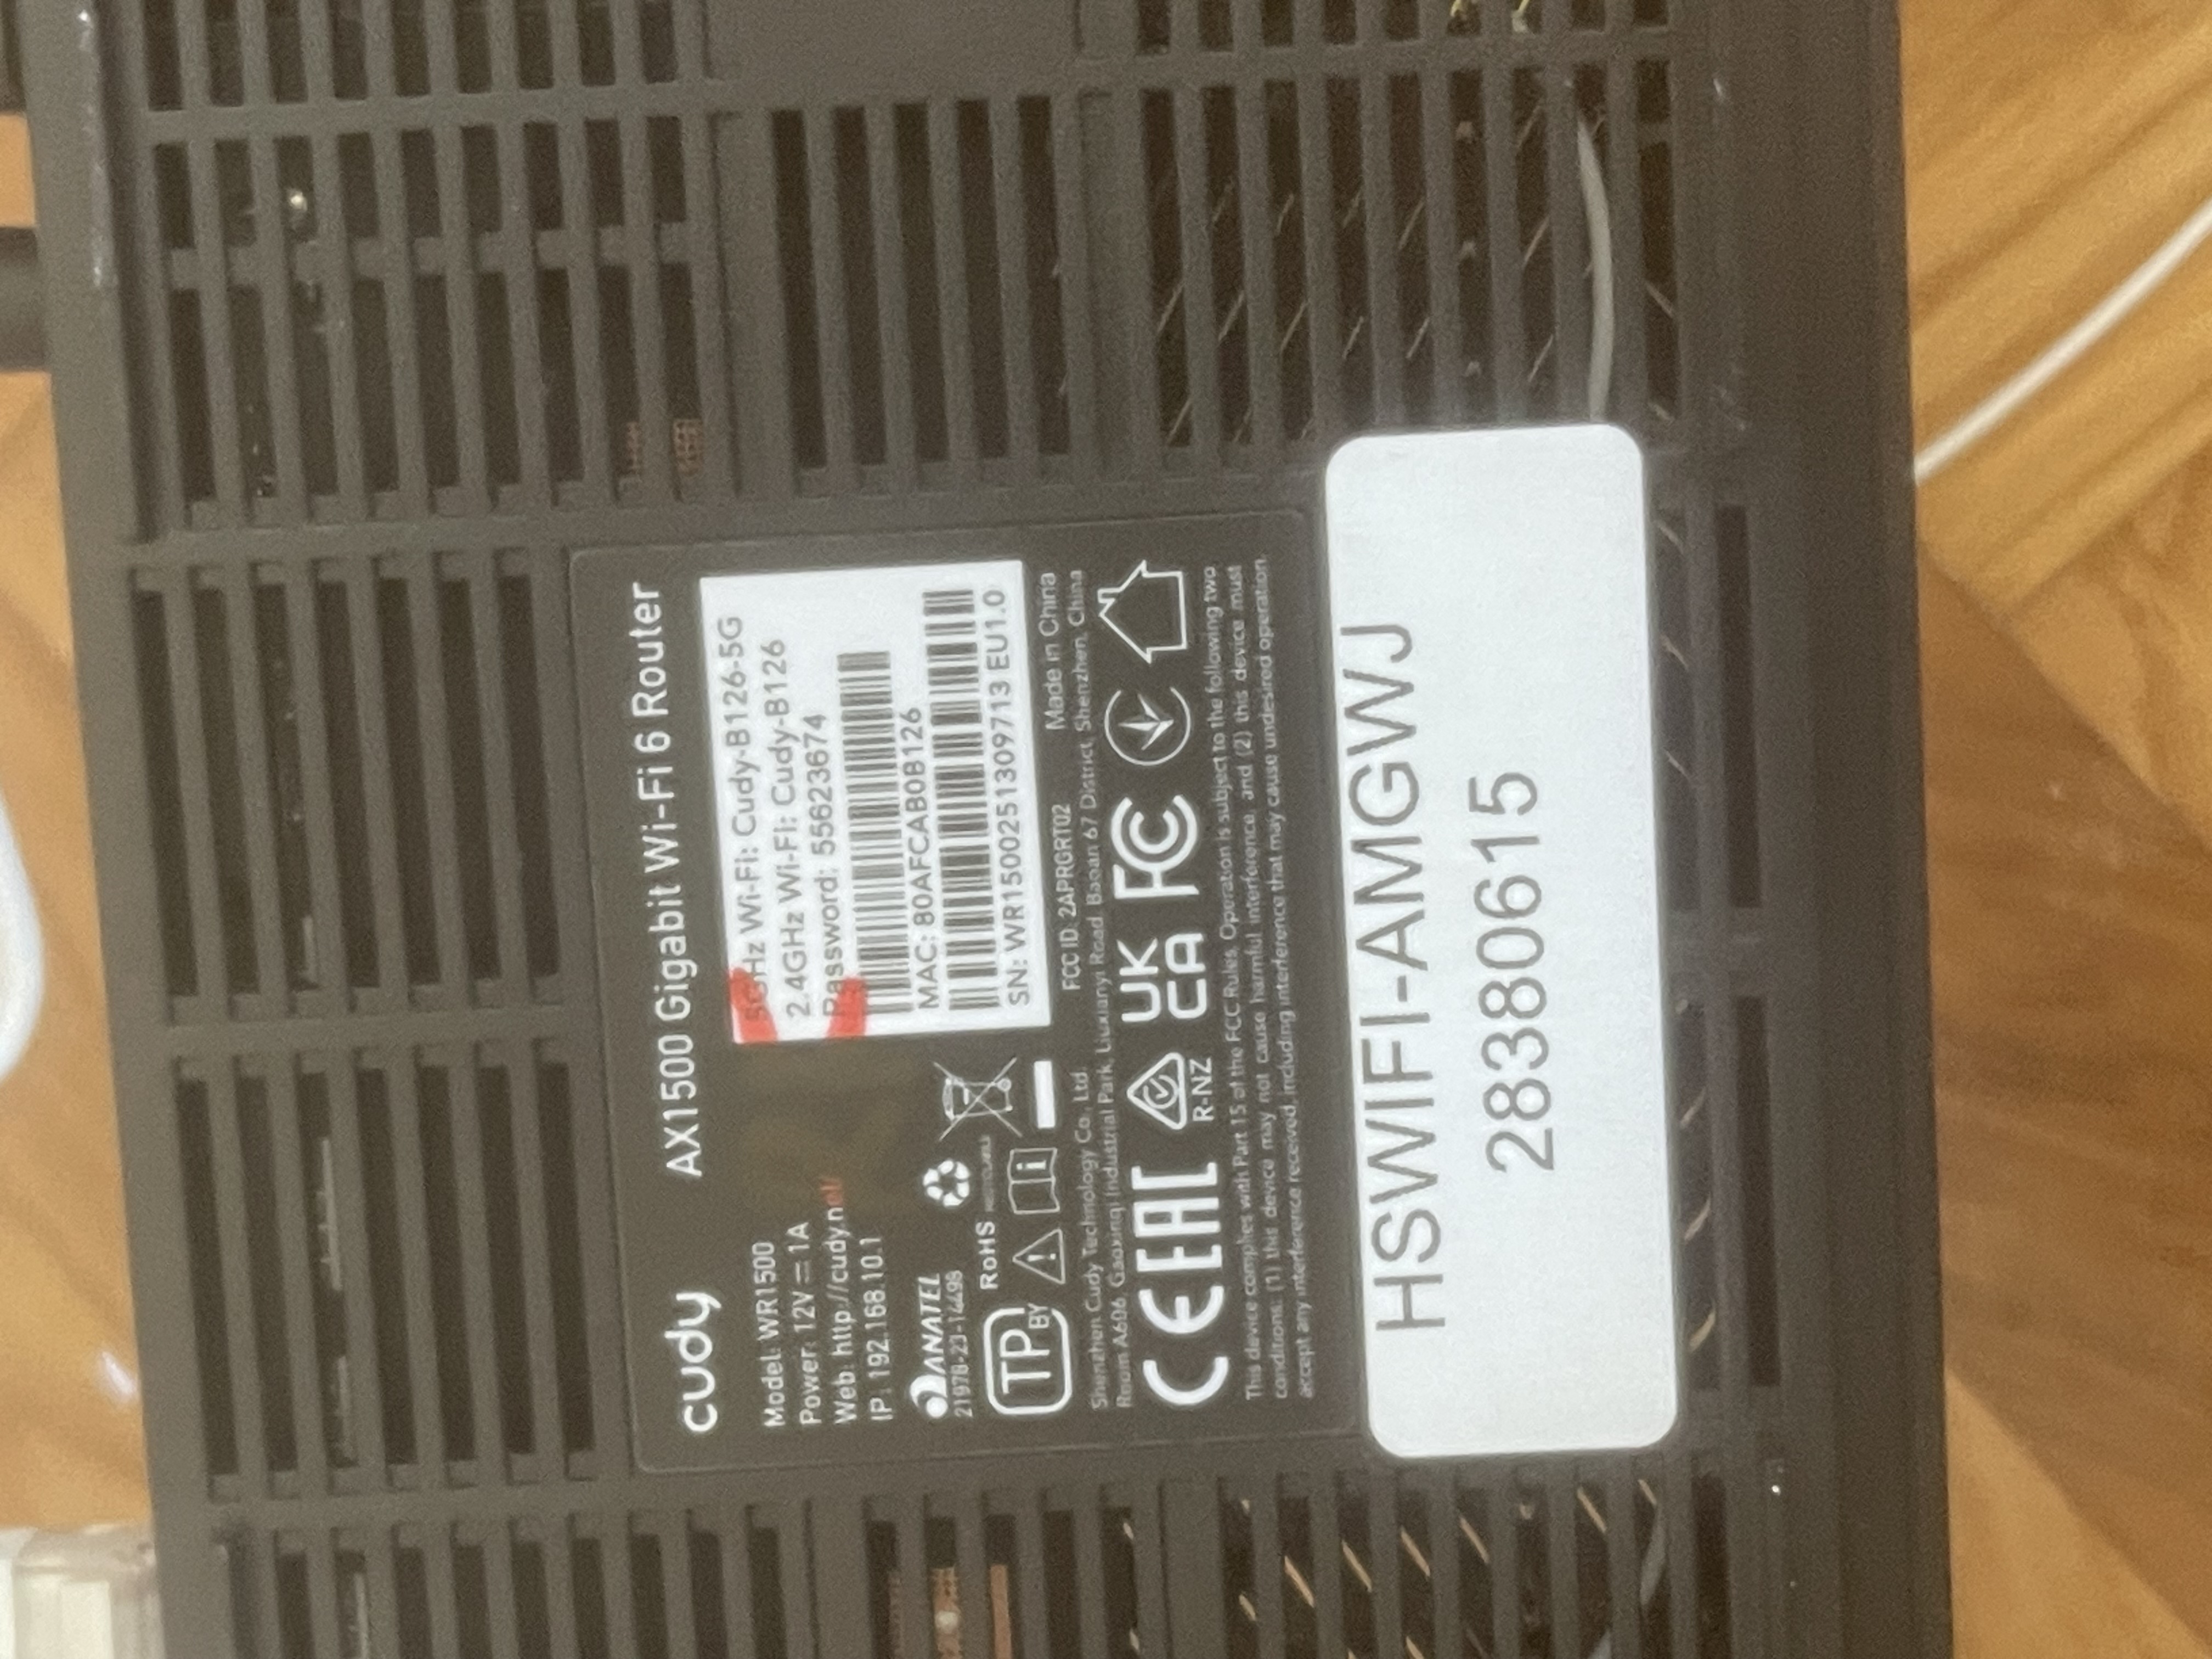 cudy AX1500 Gigabit Wi-Fi 6 Router
Model: WR1500
Power: 12V ⎓ 1A
Web: http://cudy.net/
IP: 192.168.10.1
5GHz Wi-Fi: Cudy-B126-5G
2.4GHz Wi-Fi: Cudy-B126
Password: 55623674
MAC: 80AFCAB0B126
SN: WR1500251309713 EU1.0
ANATEL
21978-23-14498
RoHS
TP
BY
FCC ID: 2APRGRT02 Made in China
Shenzhen Cudy Technology Co., Ltd.
Room A606, Gaoxinqi Industrial Park, Liuxianyi Road, Baoan 67 District, Shenzhen, China
CE EAC R-NZ UK CA FC
This device complies with Part 15 of the FCC Rules. Operation is subject to the following two
conditions: (1) this device may not cause harmful interference, and (2) this device must
accept any interference received, including interference that may cause undesired operation.
HSWIFI-AMGWJ
28380615